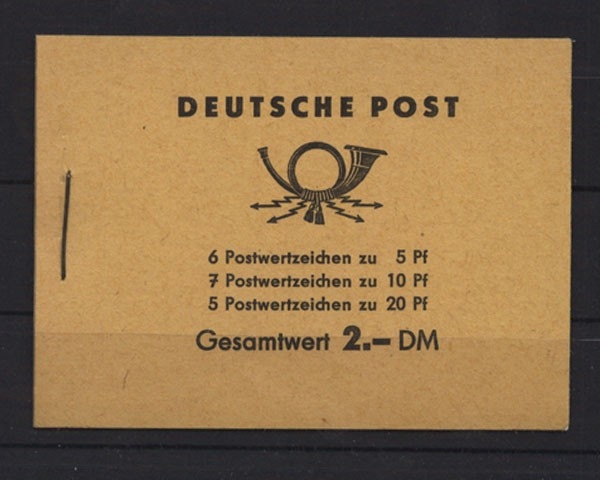 DEUTSCHE POST
6 Postwertzeichen zu 5 Pf
7 Postwertzeichen zu 10 Pf
5 Postwertzeichen zu 20 Pf
Gesamtwert 2.— DM